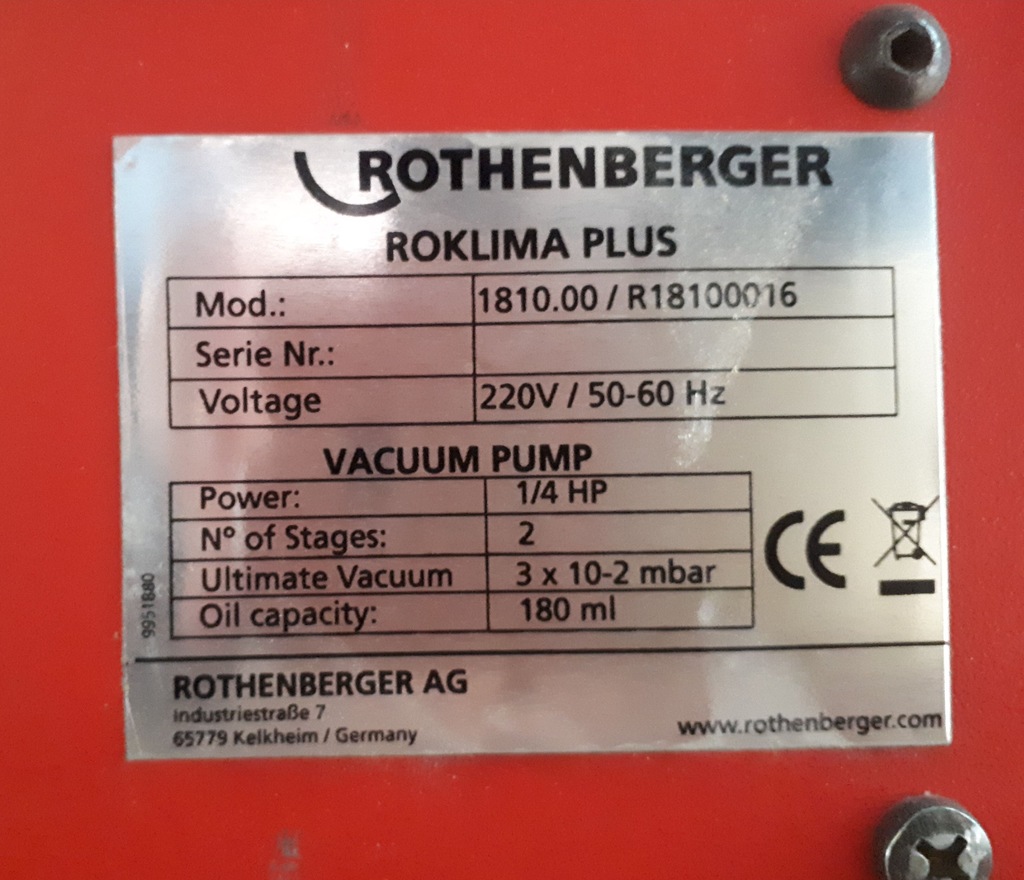 ROTHENBERGER
ROKLIMA PLUS
Mod.: 1810.00 / R18100016
Serie Nr.:
Voltage 220V / 50-60 Hz
VACUUM PUMP
Power: 1/4 HP
Nº of Stages: 2
Ultimate Vacuum 3 x 10-2 mbar
Oil capacity: 180 ml
CE
9951880
ROTHENBERGER AG
Industriestraße 7
65779 Kelkheim / Germany
www.rothenberger.com